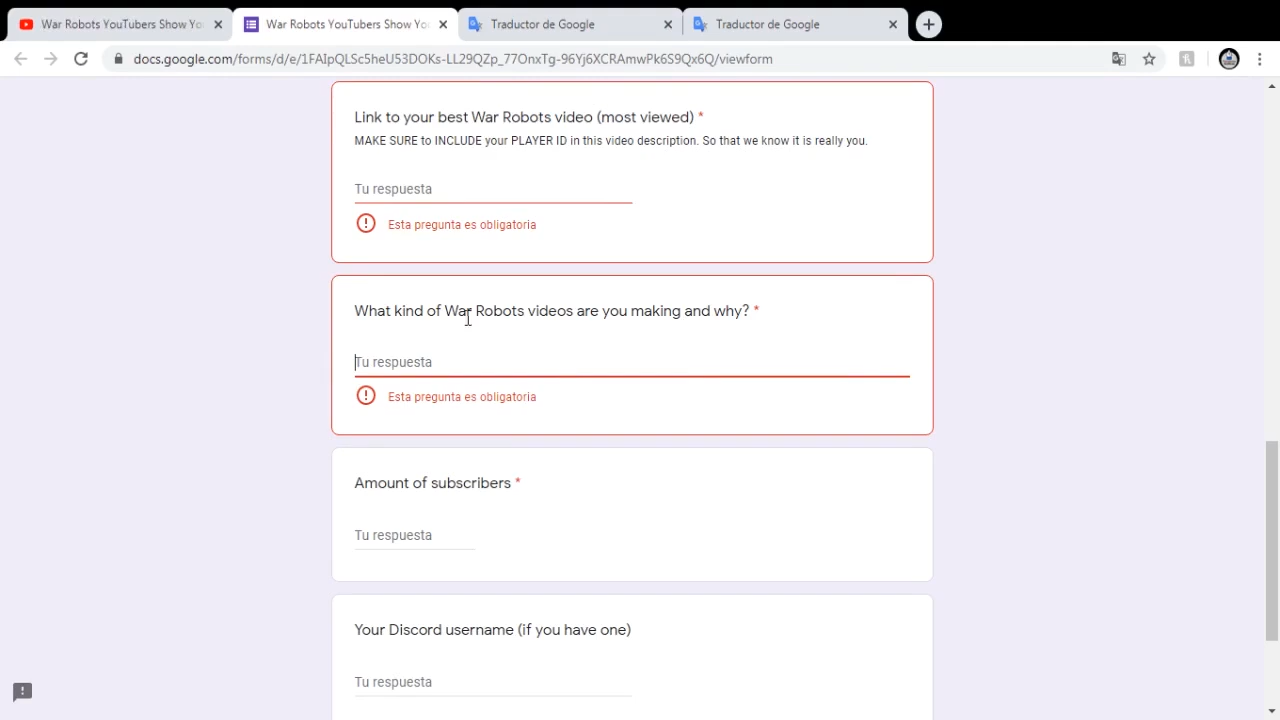 War Robots YouTubers Show Yo
War Robots YouTubers Show Yo
Traductor de Google
Traductor de Google
docs.google.com/forms/d/e/1FAIpQLSc5heU53DOKs-LL29QZp_77OnxTg-96Yj6XCRAmwPk6S9Qx6Q/viewform
Link to your best War Robots video (most viewed) *
MAKE SURE to INCLUDE your PLAYER ID in this video description. So that we know it is really you.
Tu respuesta
Esta pregunta es obligatoria
What kind of War Robots videos are you making and why? *
Tu respuesta
Esta pregunta es obligatoria
Amount of subscribers *
Tu respuesta
Your Discord username (if you have one)
Tu respuesta